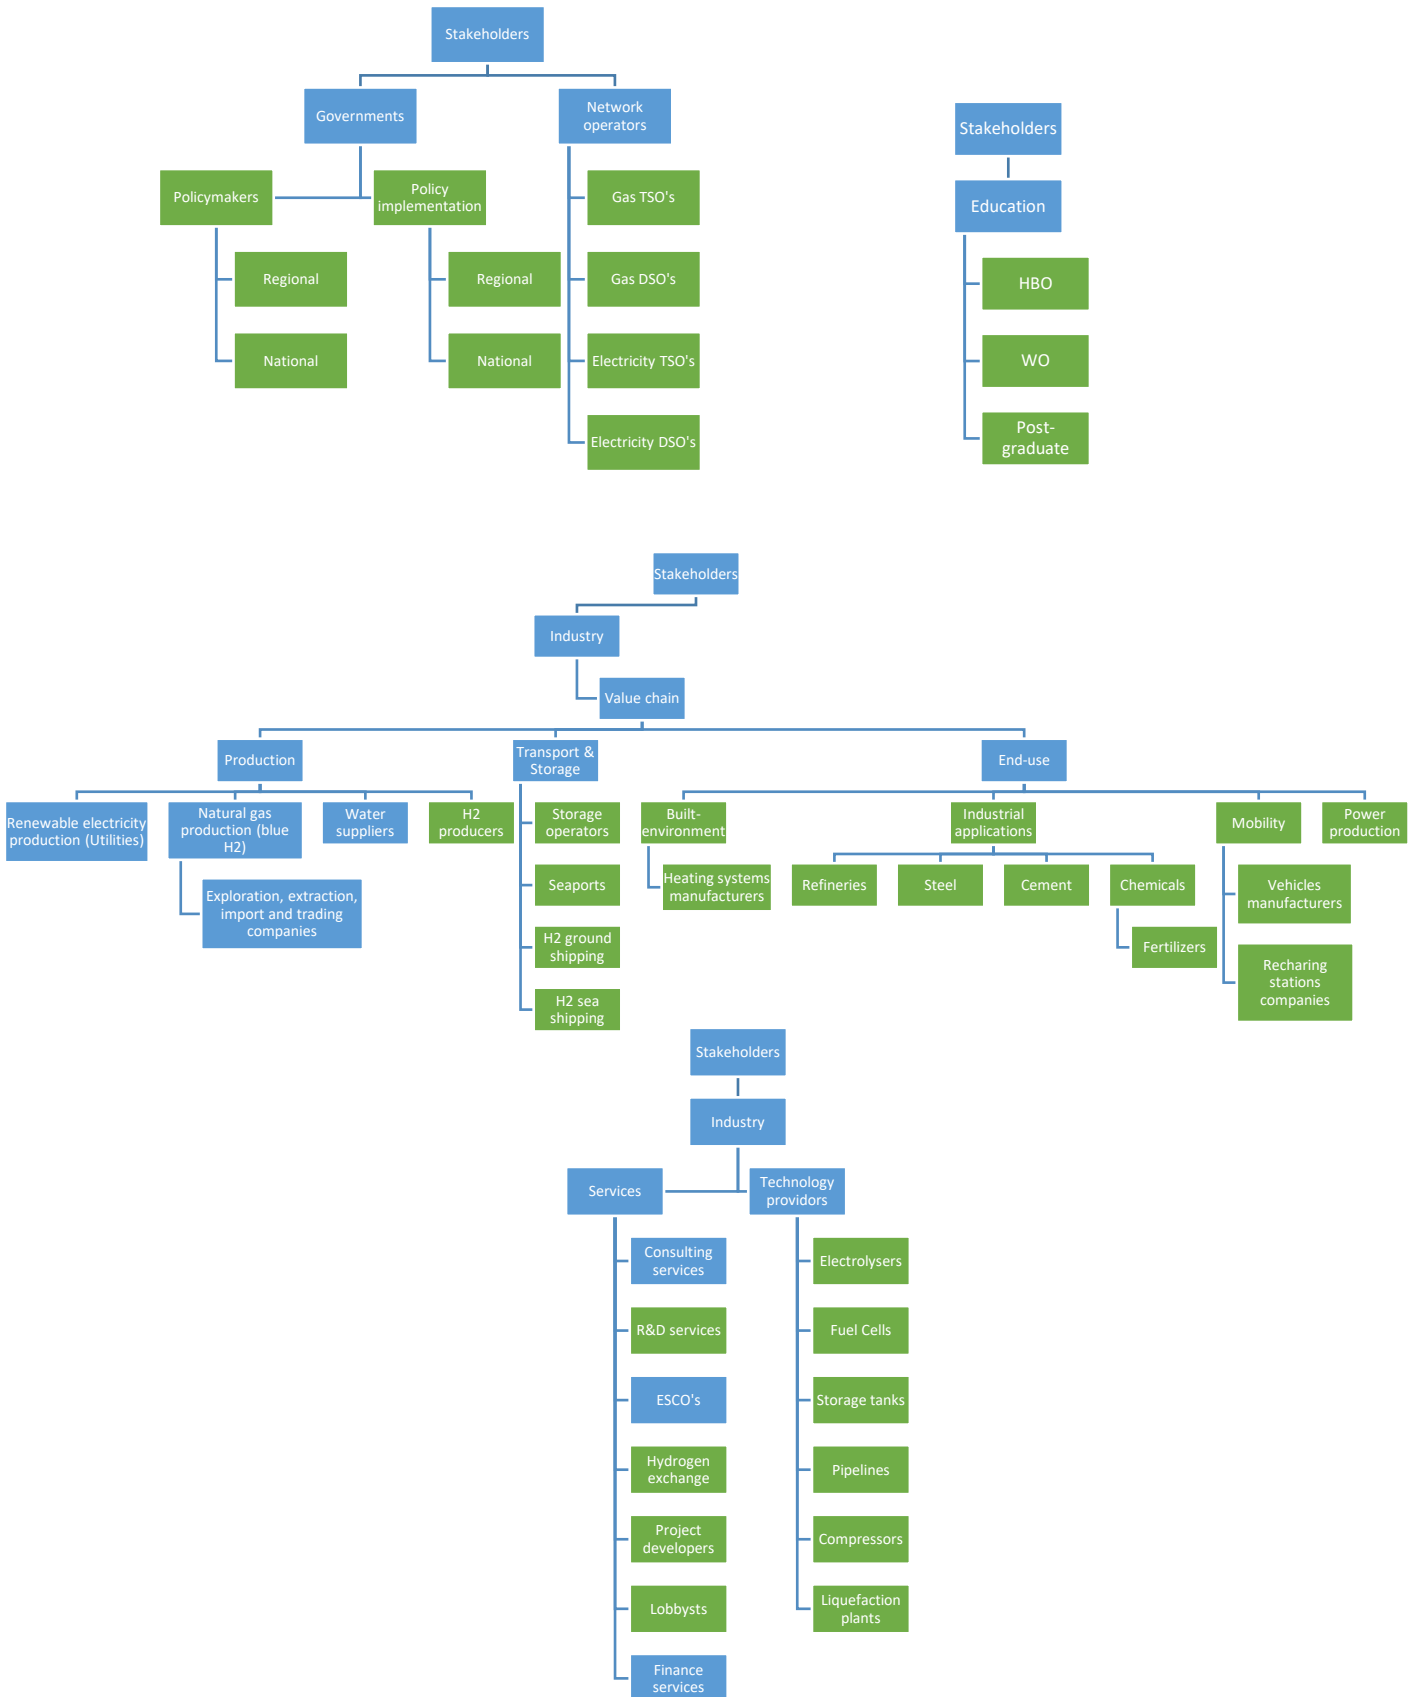 Stakeholders
Governments
Network
operators
Policymakers
Policy
implementation
Gas TSO's
Regional
Regional
Gas DSO's
National
National
Electricity TSO's
Electricity DSO's
Stakeholders
Education
HBO
WO
Post-
graduate
Stakeholders
Industry
Value chain
Production
Transport &
Storage
End-use
Renewable electricity
production (Utilities)
Natural gas
production (blue
H2)
Water
suppliers
H2
producers
Exploration, extraction,
import and trading
companies
Storage
operators
Seaports
H2 ground
shipping
H2 sea
shipping
Built-
environment
Heating systems
manufacturers
Industrial
applications
Refineries
Steel
Cement
Chemicals
Fertilizers
Mobility
Vehicles
manufacturers
Recharing
stations
companies
Power
production
Stakeholders
Industry
Services
Technology
providors
Consulting
services
R&D services
ESCO's
Hydrogen
exchange
Project
developers
Lobbysts
Finance
services
Electrolysers
Fuel Cells
Storage tanks
Pipelines
Compressors
Liquefaction
plants